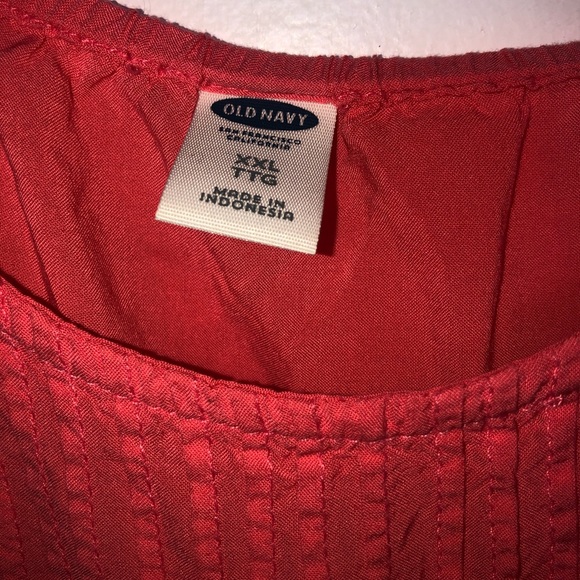 OLD NAVY
SAN FRANCISCO
CALIFORNIA
XXL
TTG
MADE IN
INDONESIA